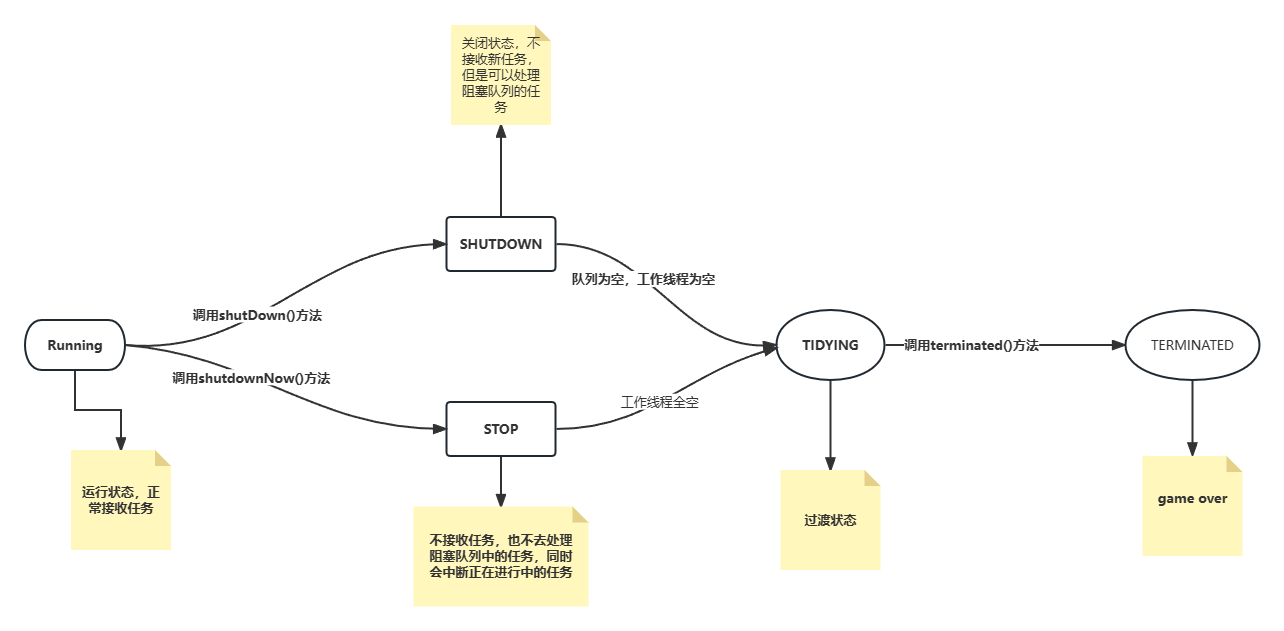 关闭状态，不
接收新任务，
但是可以处理
阻塞队列的任
务
SHUTDOWN
队列为空，工作线程为空
调用shutDown()方法
Running
调用shutdownNow()方法
TIDYING
调用terminated()方法
TERMINATED
工作线程全空
STOP
运行状态，正
常接收任务
不接收任务，也不去处理
阻塞队列中的任务，同时
会中断正在进行中的任务
过渡状态
game over